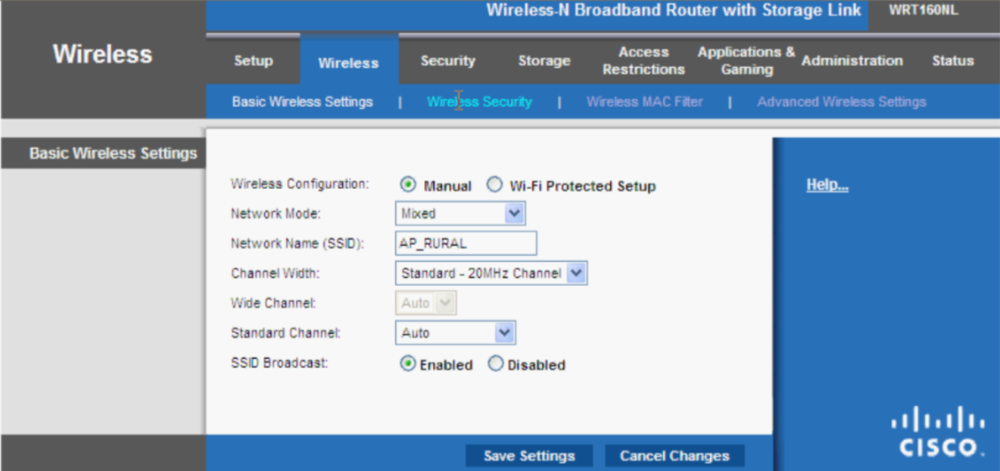 Wireless-N Broadband Router with Storage Link WRT160NL
Wireless
Setup Wireless Security Storage Access Restrictions Applications & Gaming Administration Status
Basic Wireless Settings | Wireless Security | Wireless MAC Filter | Advanced Wireless Settings
Basic Wireless Settings
Wireless Configuration: Manual Wi-Fi Protected Setup
Help...
Network Mode: Mixed
Network Name (SSID): AP_RURAL
Channel Width: Standard - 20MHz Channel
Wide Channel: Auto
Standard Channel: Auto
SSID Broadcast: Enabled Disabled
CISCO.
Save Settings Cancel Changes